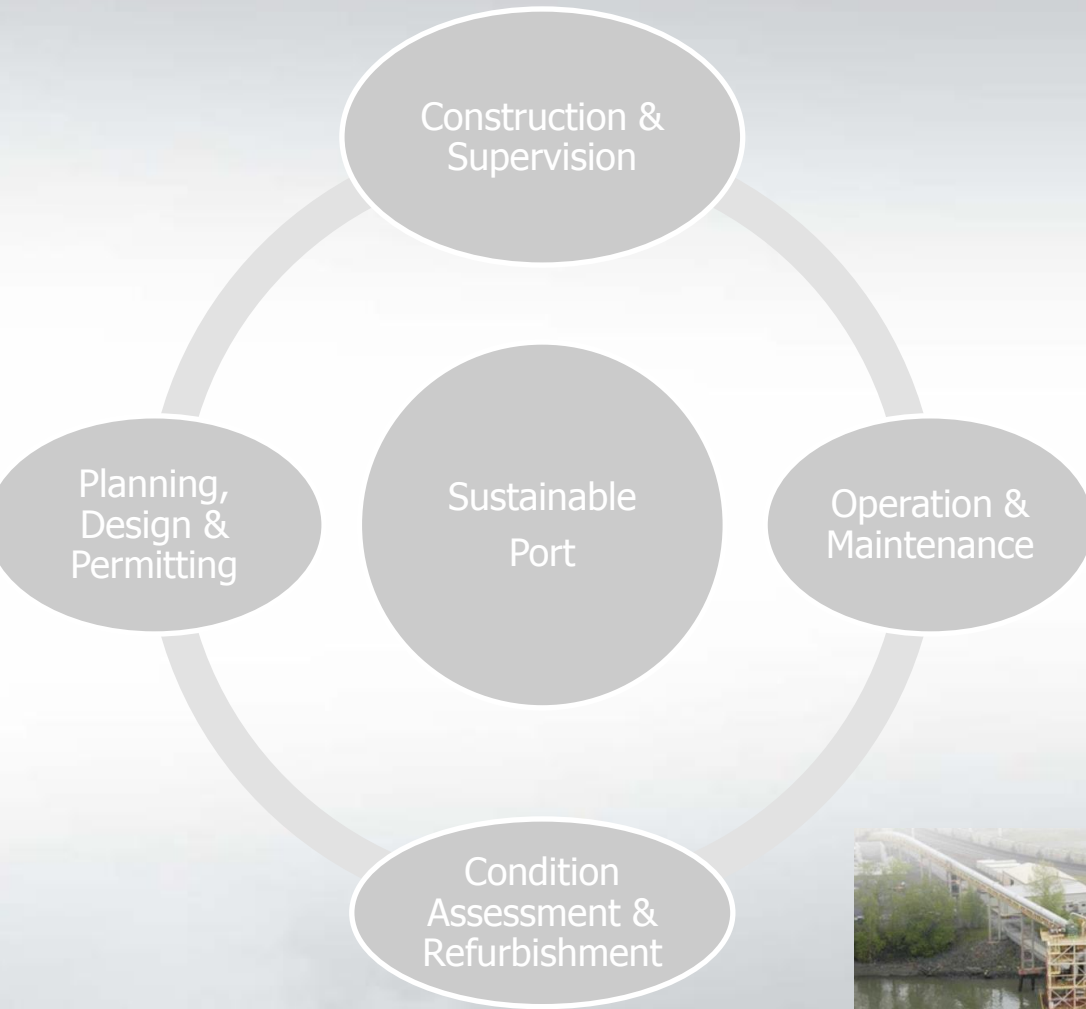 Construction &
Supervision
Planning,
Design &
Permitting
Sustainable
Port
Operation &
Maintenance
Condition
Assessment &
Refurbishment